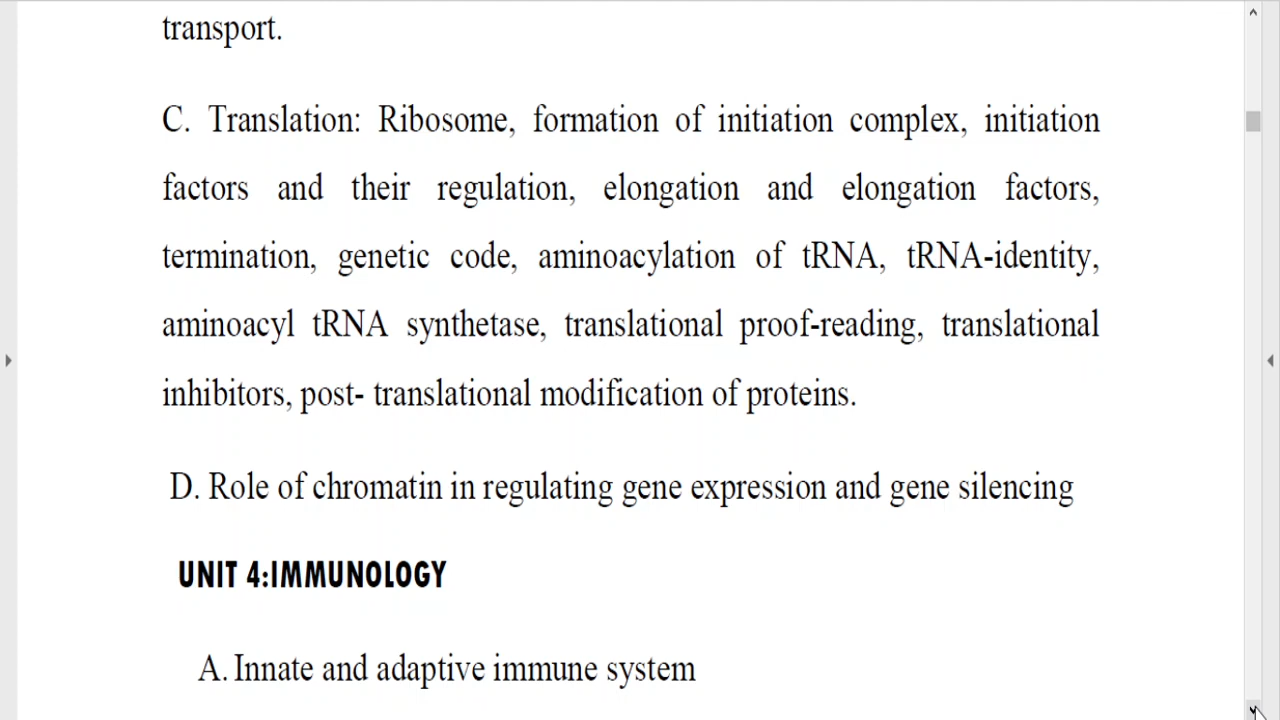 transport.
C. Translation: Ribosome, formation of initiation complex, initiation
factors and their regulation, elongation and elongation factors,
termination, genetic code, aminoacylation of tRNA, tRNA-identity,
aminoacyl tRNA synthetase, translational proof-reading, translational
inhibitors, post- translational modification of proteins.
D. Role of chromatin in regulating gene expression and gene silencing
UNIT 4:IMMUNOLOGY
A. Innate and adaptive immune system